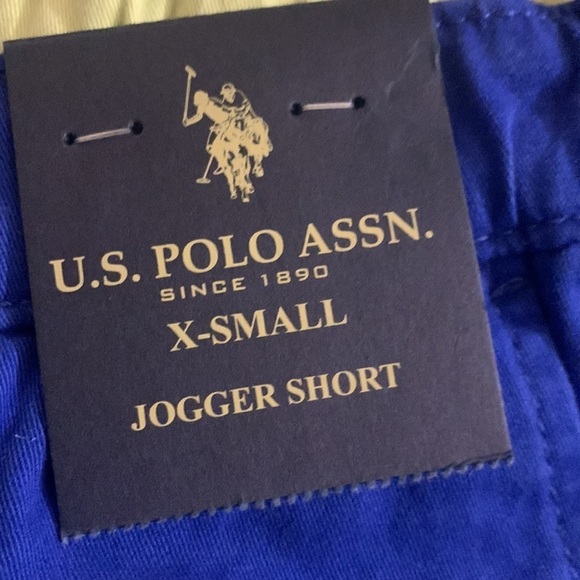 U.S. POLO ASSN.
SINCE 1890
X-SMALL
JOGGER SHORT